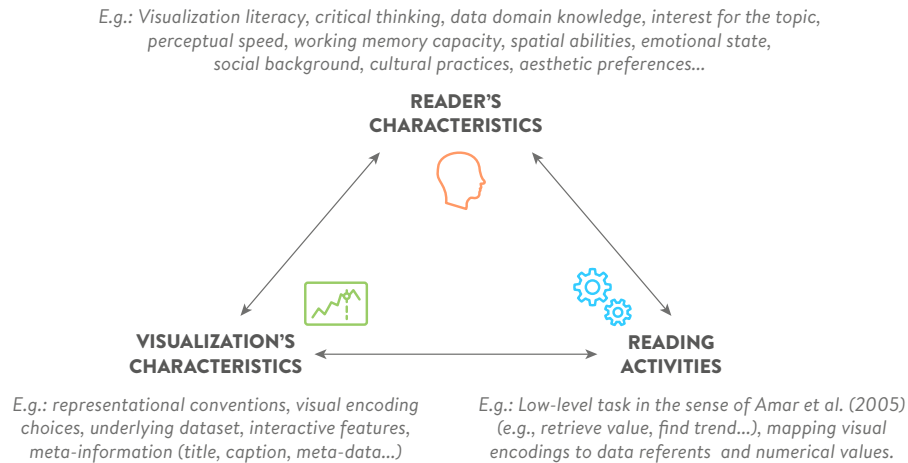 E.g.: Visualization literacy, critical thinking, data domain knowledge, interest for the topic,
perceptual speed, working memory capacity, spatial abilities, emotional state,
social background, cultural practices, aesthetic preferences...
READER'S
CHARACTERISTICS
VISUALIZATION'S
CHARACTERISTICS
E.g.: representational conventions, visual encoding
choices, underlying dataset, interactive features,
meta-information (title, caption, meta-data...)
READING
ACTIVITIES
E.g.: Low-level task in the sense of Amar et al. (2005)
(e.g., retrieve value, find trend...), mapping visual
encodings to data referents and numerical values.